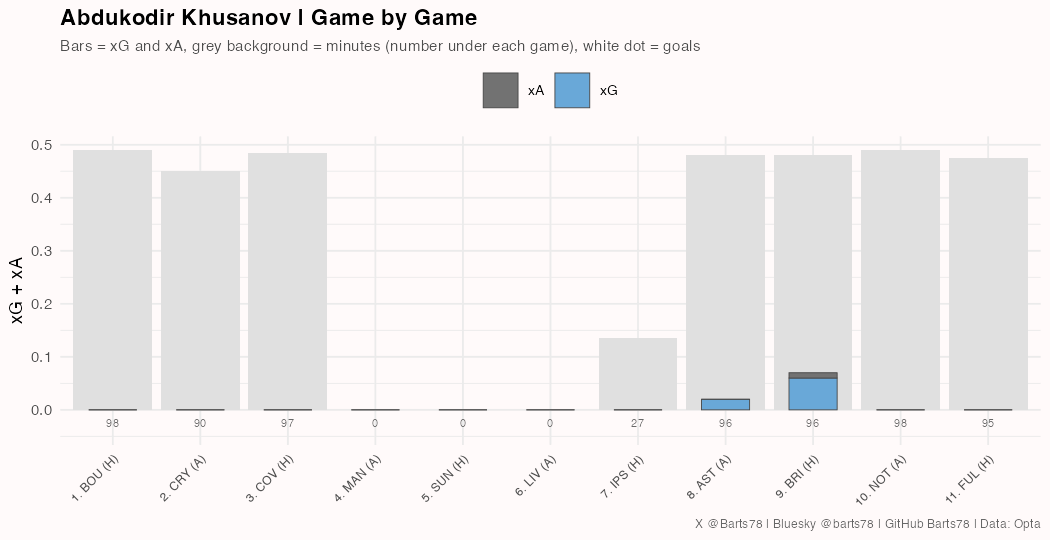 Abdukodir Khusanov | Game by Game
Bars = xG and xA, grey background = minutes (number under each game), white dot = goals
xA xG
xG + xA
0.5
0.4
0.3
0.2
0.1
0.0
98 90 97 0 0 0 27 96 96 98 95
1. BOU (H) 2. CRY (A) 3. COV (H) 4. MAN (A) 5. SUN (H) 6. LIV (A) 7. IPS (H) 8. AST (A) 9. BRI (H) 10. NOT (A) 11. FUL (H)
X @Barts78 | Bluesky @barts78 | GitHub Barts78 | Data: Opta